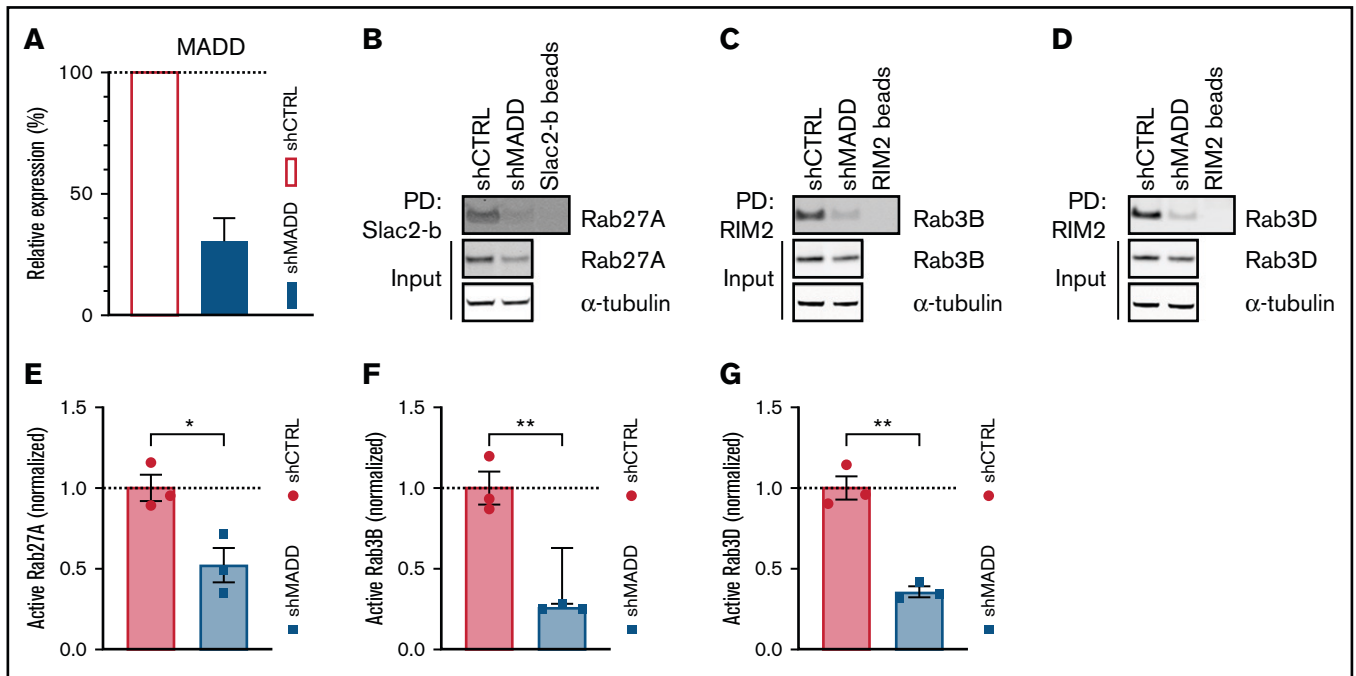 A
MADD
Relative expression (%)
100
50
0
shCTRL
shMADD
B
shCTRL
shMADD
Slac2-b beads
PD:
Slac2-b
Rab27A
Input
Rab27A
α-tubulin
C
shCTRL
shMADD
RIM2 beads
PD:
RIM2
Rab3B
Input
Rab3B
α-tubulin
D
shCTRL
shMADD
RIM2 beads
PD:
RIM2
Rab3D
Input
Rab3D
α-tubulin
E
Active Rab27A (normalized)
1.5
1.0
0.5
0.0
*
shCTRL
shMADD
F
Active Rab3B (normalized)
1.5
1.0
0.5
0.0
**
shCTRL
shMADD
G
Active Rab3D (normalized)
1.5
1.0
0.5
0.0
**
shCTRL
shMADD